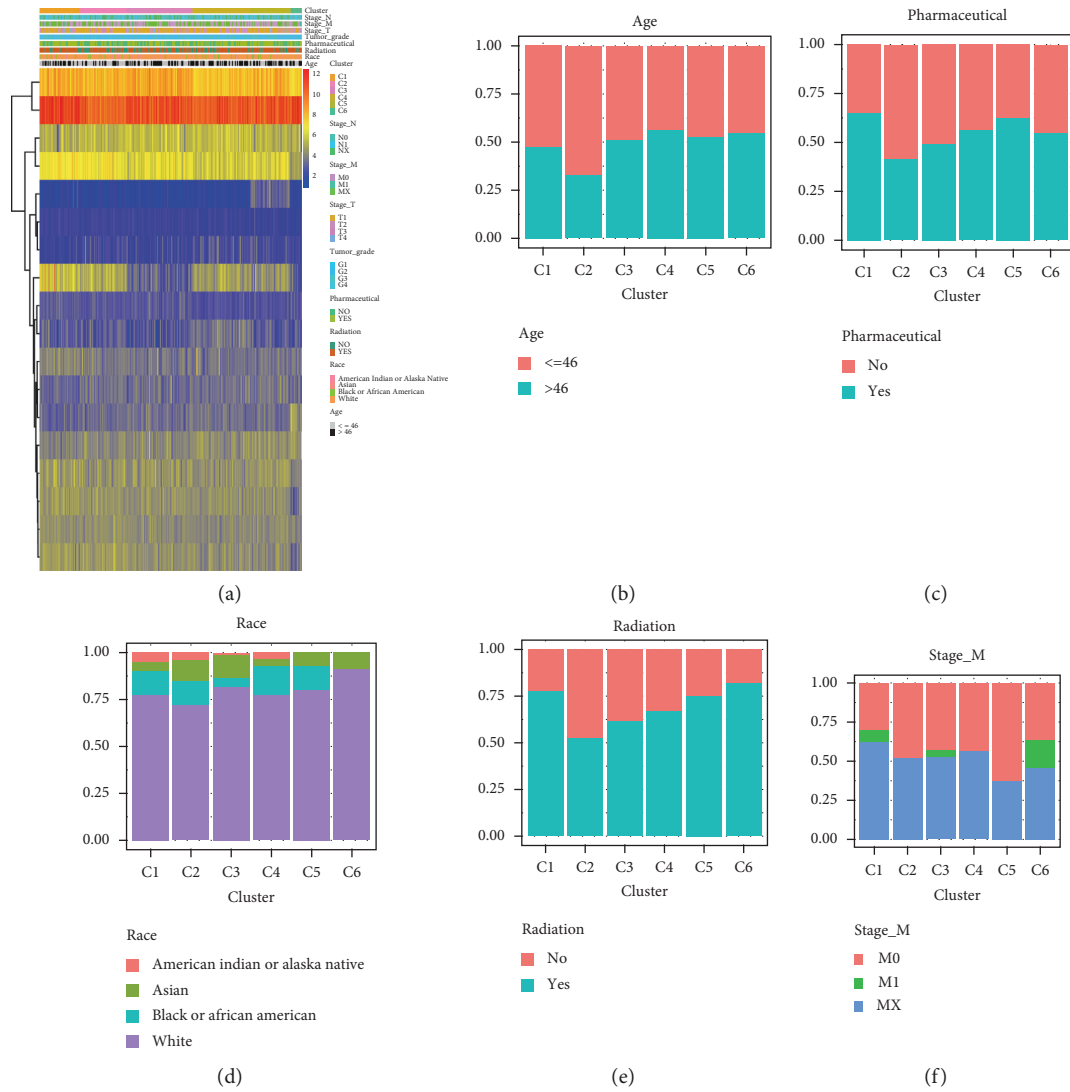 Cluster
Stage_N
Stage_M
Stage_T
Tumor_grade
Pharmaceutical
Radiation
Race
Age
12
10
8
6
4
2
Cluster
C1
C2
C3
C4
C5
C6
Stage_N
N0
N1
NX
Stage_M
M0
M1
MX
Stage_T
T1
T2
T3
T4
Tumor_grade
G1
G2
G3
G4
Pharmaceutical
NO
YES
Radiation
NO
YES
Race
American Indian or Alaska Native
Asian
Black or African American
White
Age
< = 46
> 46
(a)
Age
1.00
0.75
0.50
0.25
0.00
C1 C2 C3 C4 C5 C6
Cluster
Age
<=46
>46
(b)
Pharmaceutical
1.00
0.75
0.50
0.25
0.00
C1 C2 C3 C4 C5 C6
Cluster
Pharmaceutical
No
Yes
(c)
Race
1.00
0.75
0.50
0.25
0.00
C1 C2 C3 C4 C5 C6
Cluster
Race
American indian or alaska native
Asian
Black or african american
White
(d)
Radiation
1.00
0.75
0.50
0.25
0.00
C1 C2 C3 C4 C5 C6
Cluster
Radiation
No
Yes
(e)
Stage_M
1.00
0.75
0.50
0.25
0.00
C1 C2 C3 C4 C5 C6
Cluster
Stage_M
M0
M1
MX
(f)